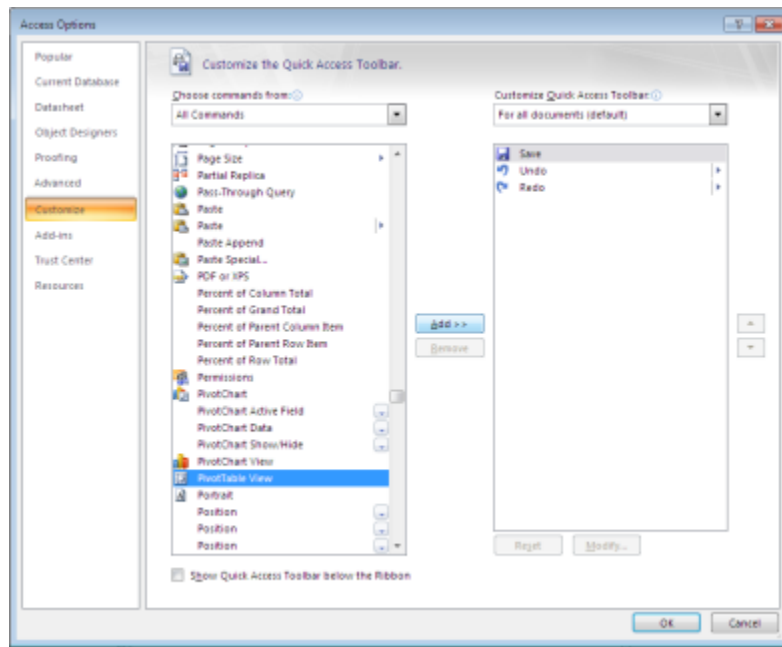 Access Options
Popular
Current Database
Datasheet
Object Designers
Proofing
Advanced
Customize
Add-ins
Trust Center
Resources
Customize the Quick Access Toolbar.
Choose commands from:
All Commands
Page Size
Partial Replica
Pass-Through Query
Paste
Paste
Paste Append
Paste Special...
PDF or XPS
Percent of Column Total
Percent of Grand Total
Percent of Parent Column Item
Percent of Parent Row Item
Percent of Row Total
Permissions
PivotChart
PivotChart Active Field
PivotChart Data
PivotChart Show/Hide
PivotChart View
PivotTable View
Portrait
Position
Position
Position
Show Quick Access Toolbar below the Ribbon
Add >>
Remove
Customize Quick Access Toolbar:
For all documents (default)
Save
Undo
Redo
Reset
Modify...
OK
Cancel